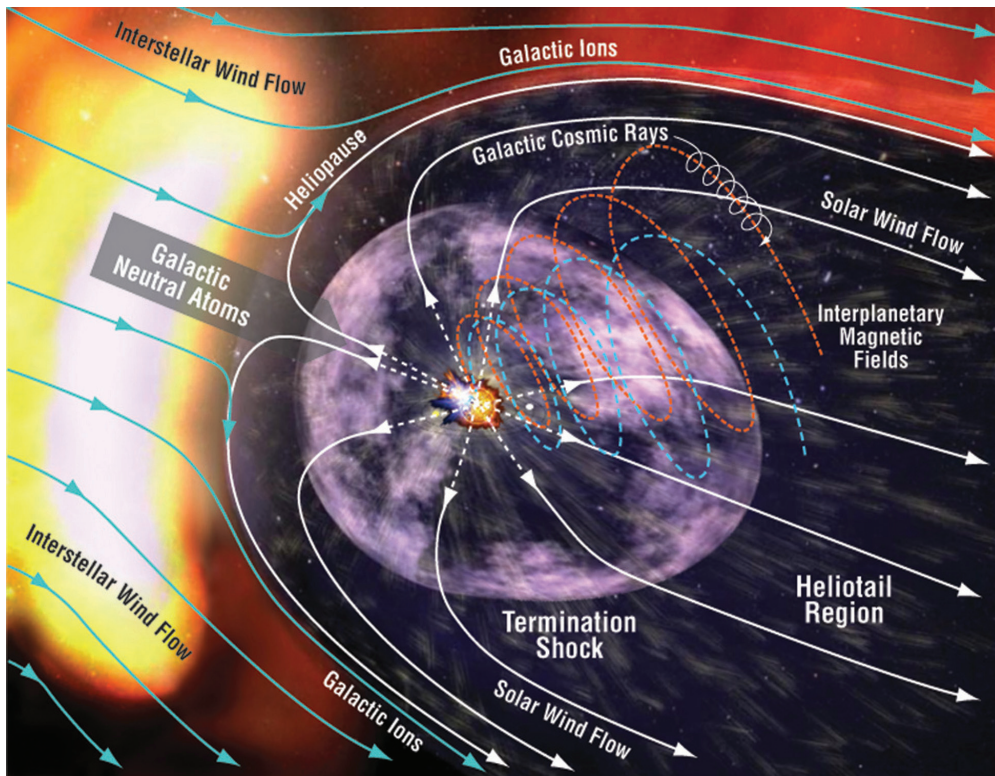 Interstellar Wind Flow
Galactic Ions
Heliopause
Galactic Cosmic Rays
Solar Wind Flow
Galactic
Neutral Atoms
Interplanetary
Magnetic
Fields
Interstellar Wind Flow
Termination
Shock
Heliotail
Region
Galactic Ions
Solar Wind Flow